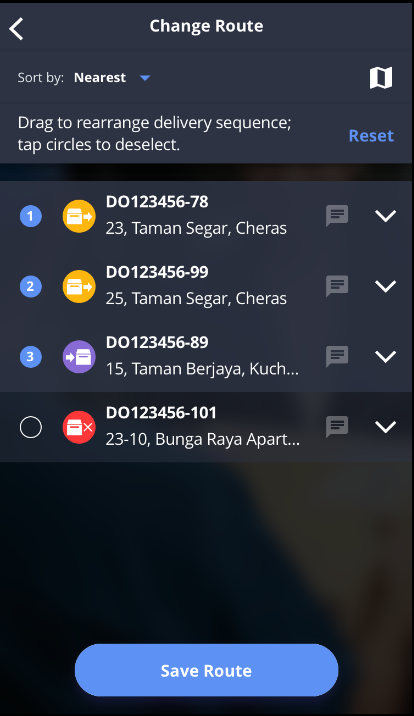 Change Route
Sort by: Nearest
Drag to rearrange delivery sequence;
tap circles to deselect.
Reset
1
DO123456-78
23, Taman Segar, Cheras
2
DO123456-99
25, Taman Segar, Cheras
3
DO123456-89
15, Taman Berjaya, Kuch...
DO123456-101
23-10, Bunga Raya Apart...
Save Route